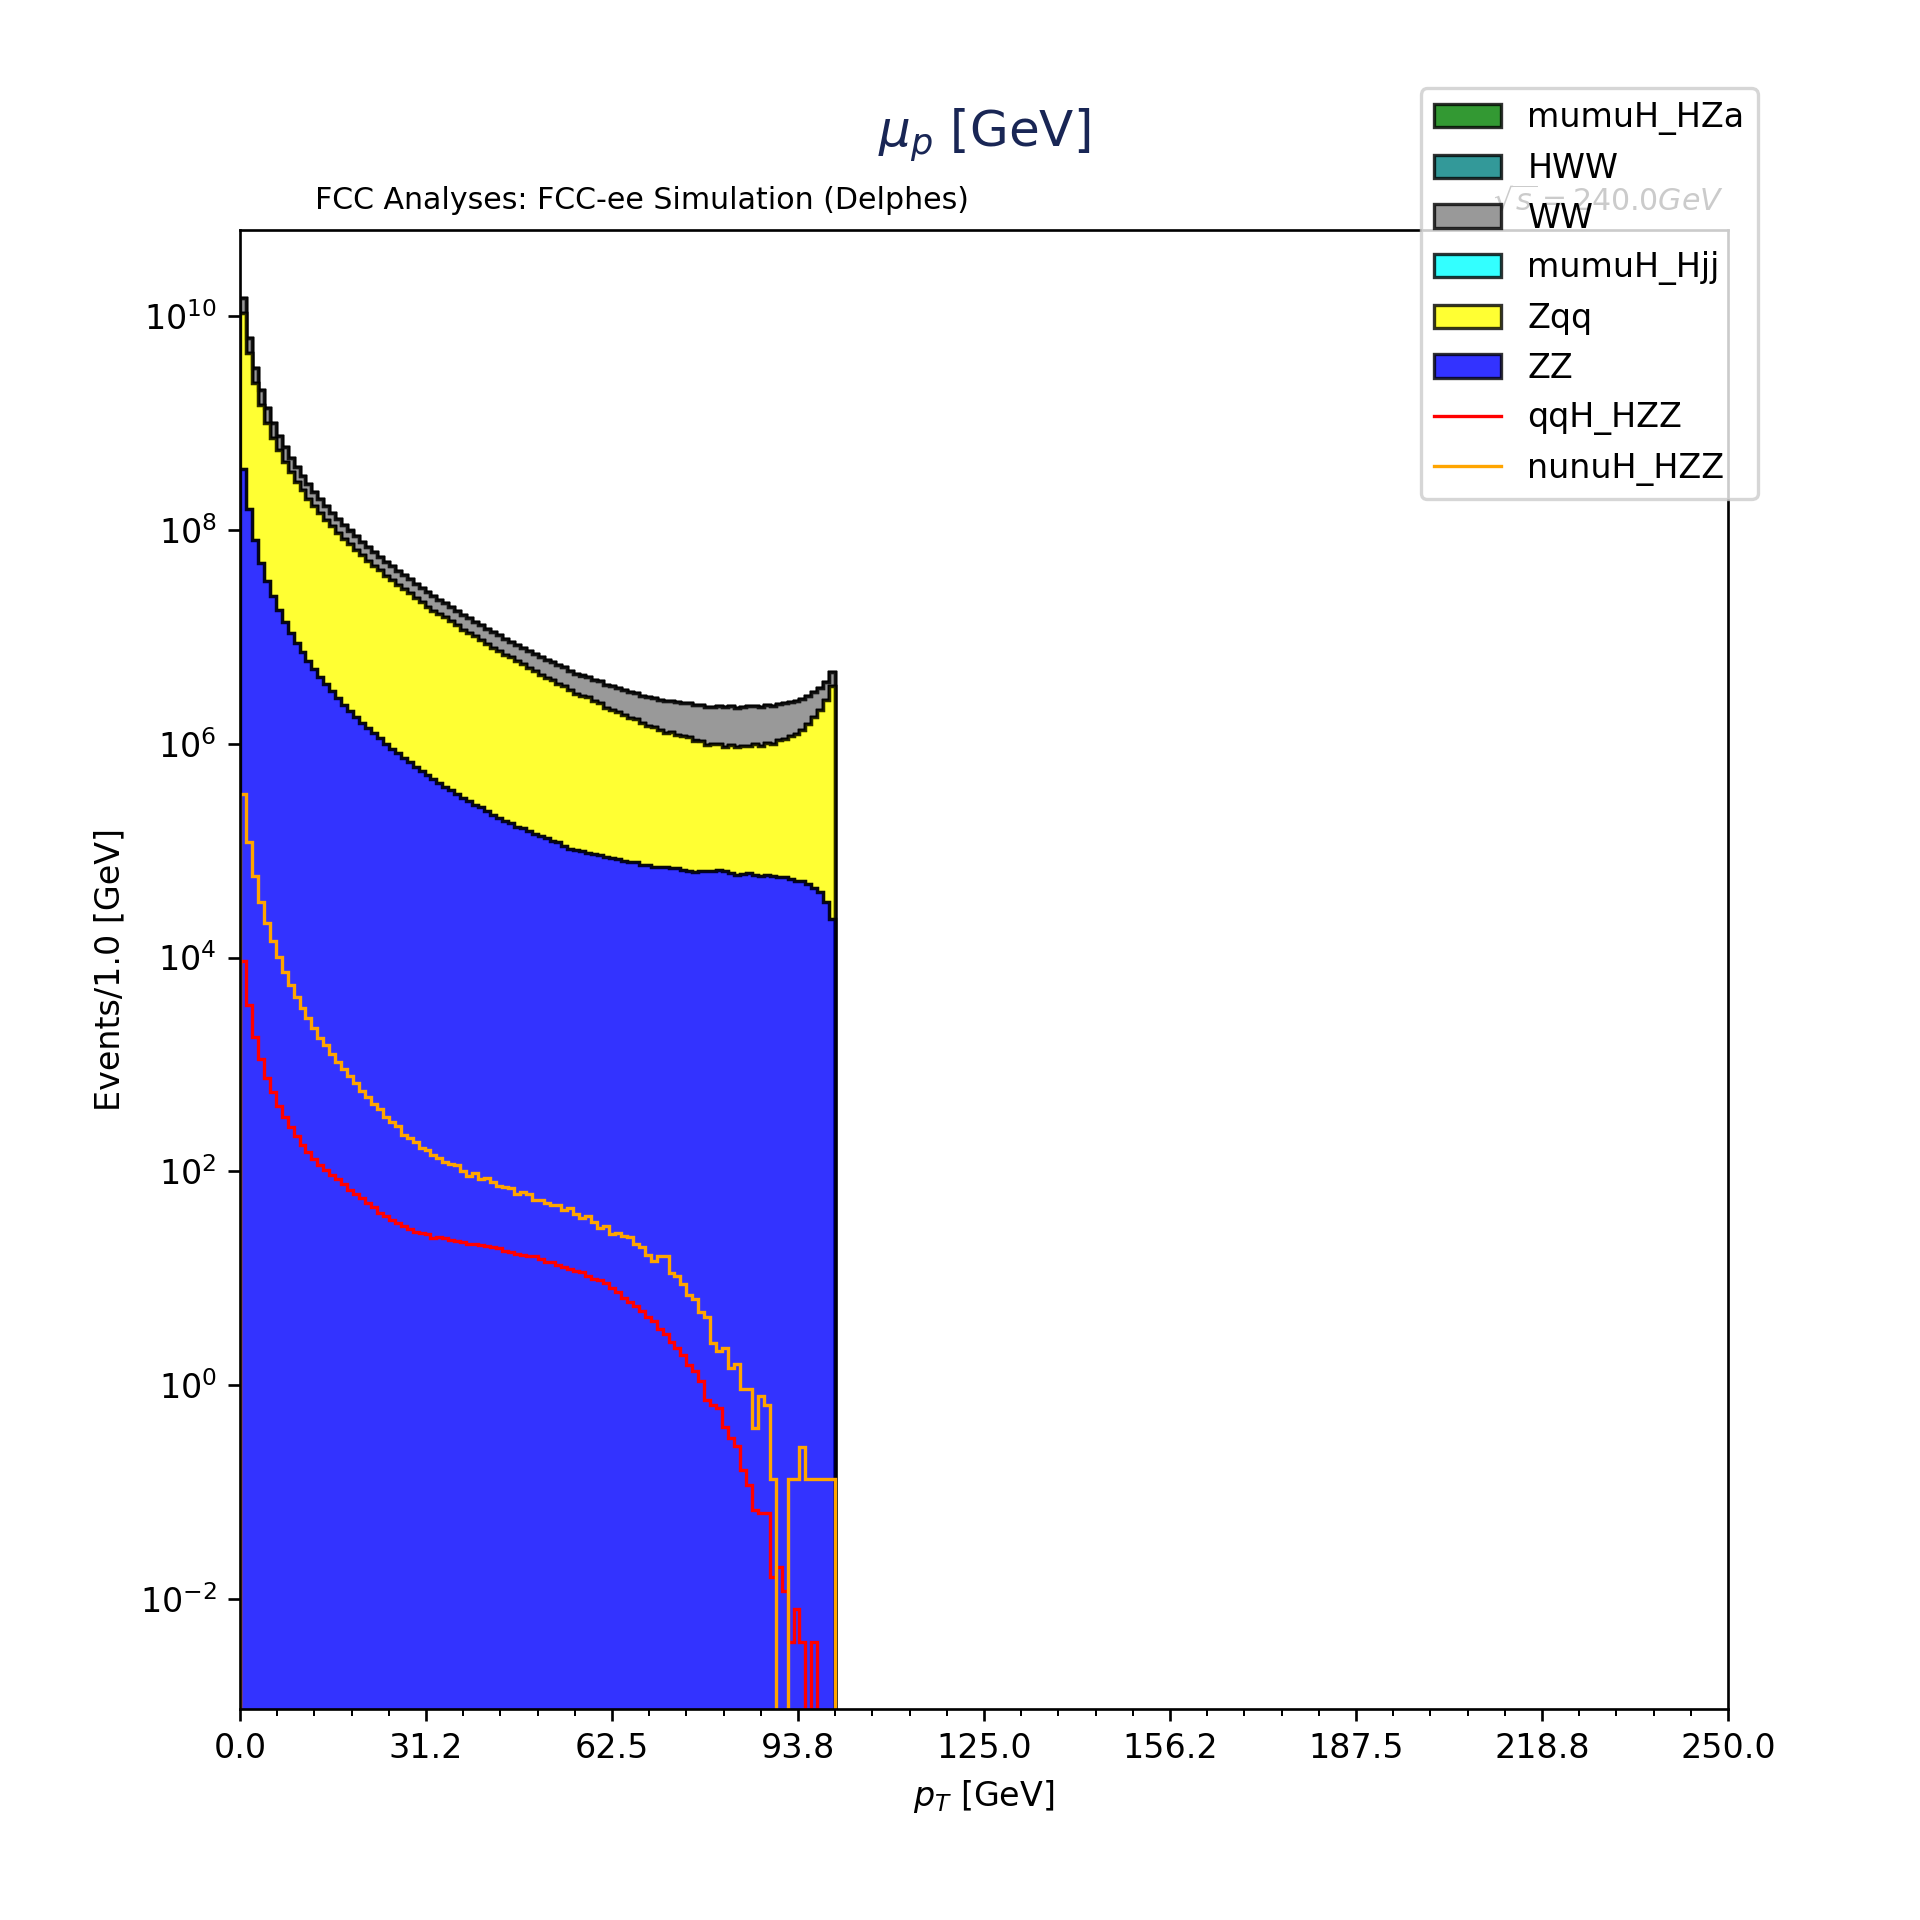 μp [GeV]
FCC Analyses: FCC-ee Simulation (Delphes)
√s = 240.0GeV
mumuH_HZa
HWW
WW
mumuH_Hjj
Zqq
ZZ
qqH_HZZ
nunuH_HZZ
Events/1.0 [GeV]
10^10
10^8
10^6
10^4
10^2
10^0
10^−2
0.0 31.2 62.5 93.8 125.0 156.2 187.5 218.8 250.0
pT [GeV]